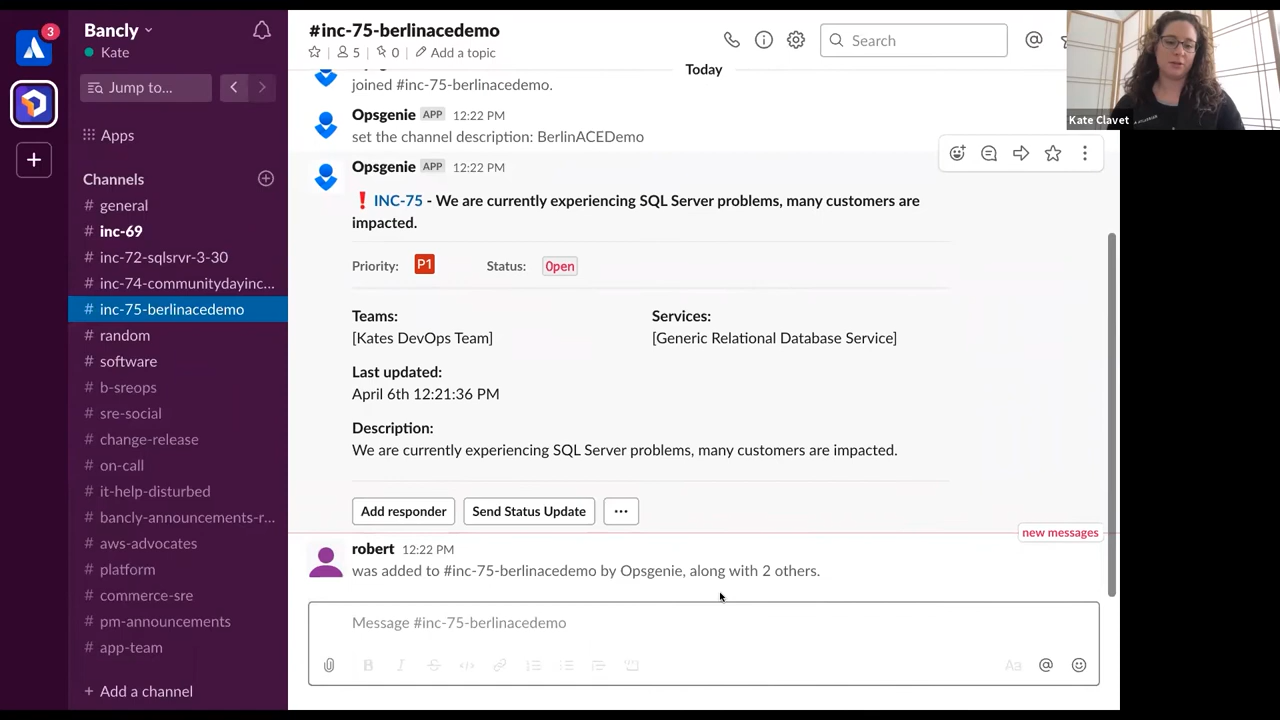 3
Bancly
Kate
Jump to...
Apps
Channels
# general
# inc-69
# inc-72-sqlsrvr-3-30
# inc-74-communitydayinc...
# inc-75-berlinacedemo
# random
# software
# b-sreops
# sre-social
# change-release
# on-call
# it-help-disturbed
# bancly-announcements-r...
# aws-advocates
# platform
# commerce-sre
# pm-announcements
# app-team
+ Add a channel
#inc-75-berlinacedemo
5 | 0 | Add a topic
Search
Kate Clavet
Today
joined #inc-75-berlinacedemo.
Opsgenie APP 12:22 PM
set the channel description: BerlinACEDemo
Opsgenie APP 12:22 PM
❗ INC-75 - We are currently experiencing SQL Server problems, many customers are
impacted.
Priority: P1 Status: Open
Teams: Services:
[Kates DevOps Team] [Generic Relational Database Service]
Last updated:
April 6th 12:21:36 PM
Description:
We are currently experiencing SQL Server problems, many customers are impacted.
Add responder Send Status Update ...
new messages
robert 12:22 PM
was added to #inc-75-berlinacedemo by Opsgenie, along with 2 others.
Message #inc-75-berlinacedemo
B I S </> Aa @